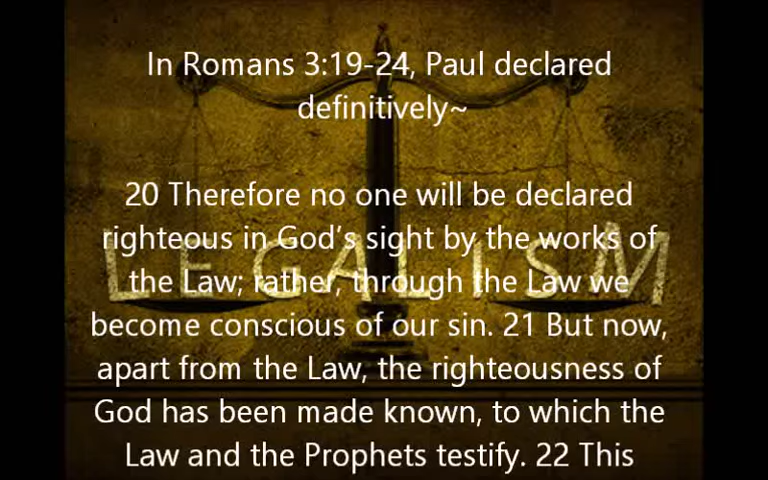 In Romans 3:19-24, Paul declared
definitively~
20 Therefore no one will be declared
righteous in God's sight by the works of
LEGALISM
the Law; rather, through the Law we
become conscious of our sin. 21 But now,
apart from the Law, the righteousness of
God has been made known, to which the
Law and the Prophets testify. 22 This